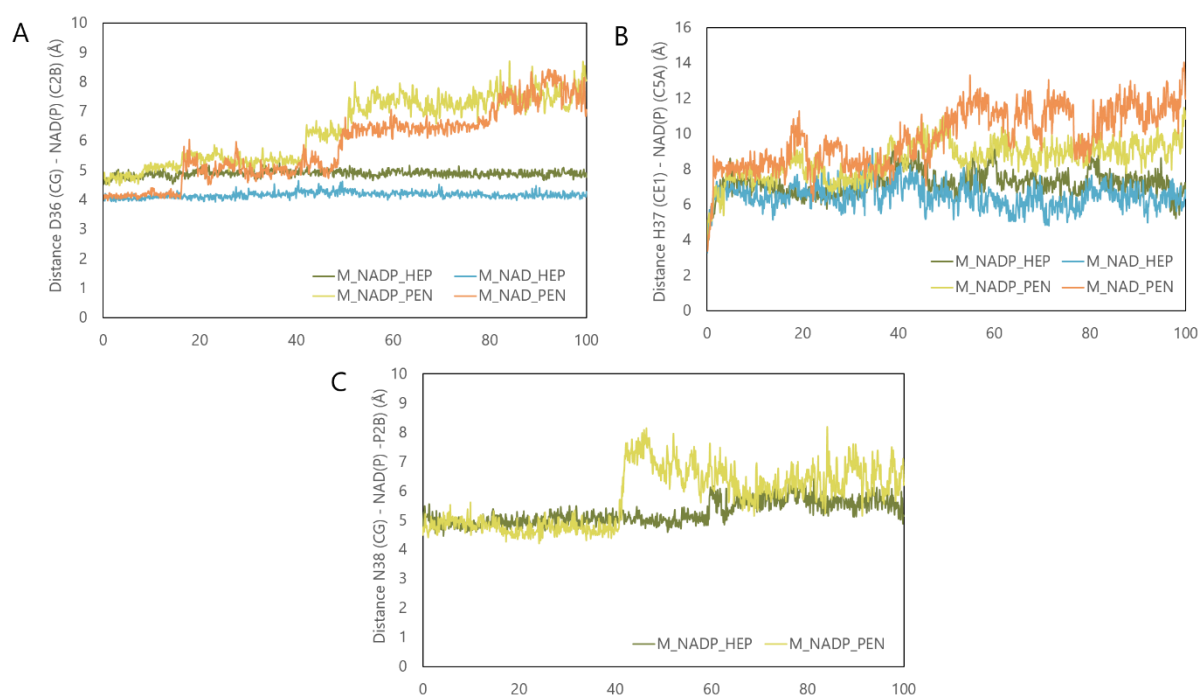 A
Distance D36 (CG) - NAD(P) (C2B) (Å)
10
9
8
7
6
5
4
3
2
1
0
M_NADP_HEP M_NAD_HEP
M_NADP_PEN M_NAD_PEN
0 20 40 60 80 100
B
Distance H37 (CE1) - NAD(P) (C5A) (Å)
16
14
12
10
8
6
4
2
0
M_NADP_HEP M_NAD_HEP
M_NADP_PEN M_NAD_PEN
0 20 40 60 80 100
C
Distance N38 (CG) - NAD(P) -P2B) (Å)
10
9
8
7
6
5
4
3
2
1
0
M_NADP_HEP M_NADP_PEN
0 20 40 60 80 100